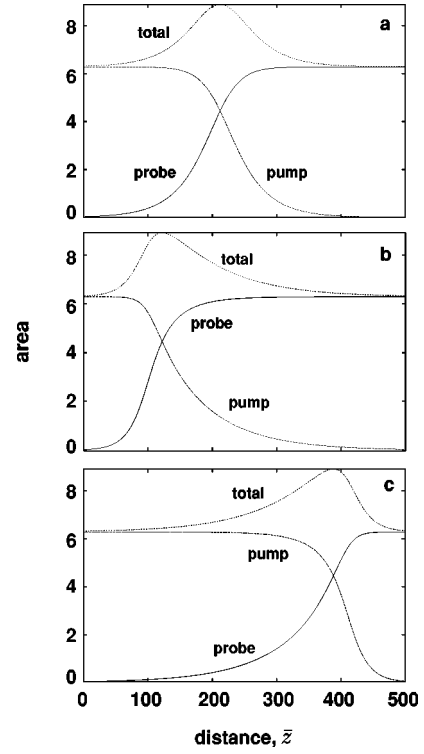 8
6
4
2
0
total
a
probe
pump
8
6
4
2
0
total
b
probe
pump
area
8
6
4
2
0
total
c
pump
probe
0 100 200 300 400 500
distance, z̄